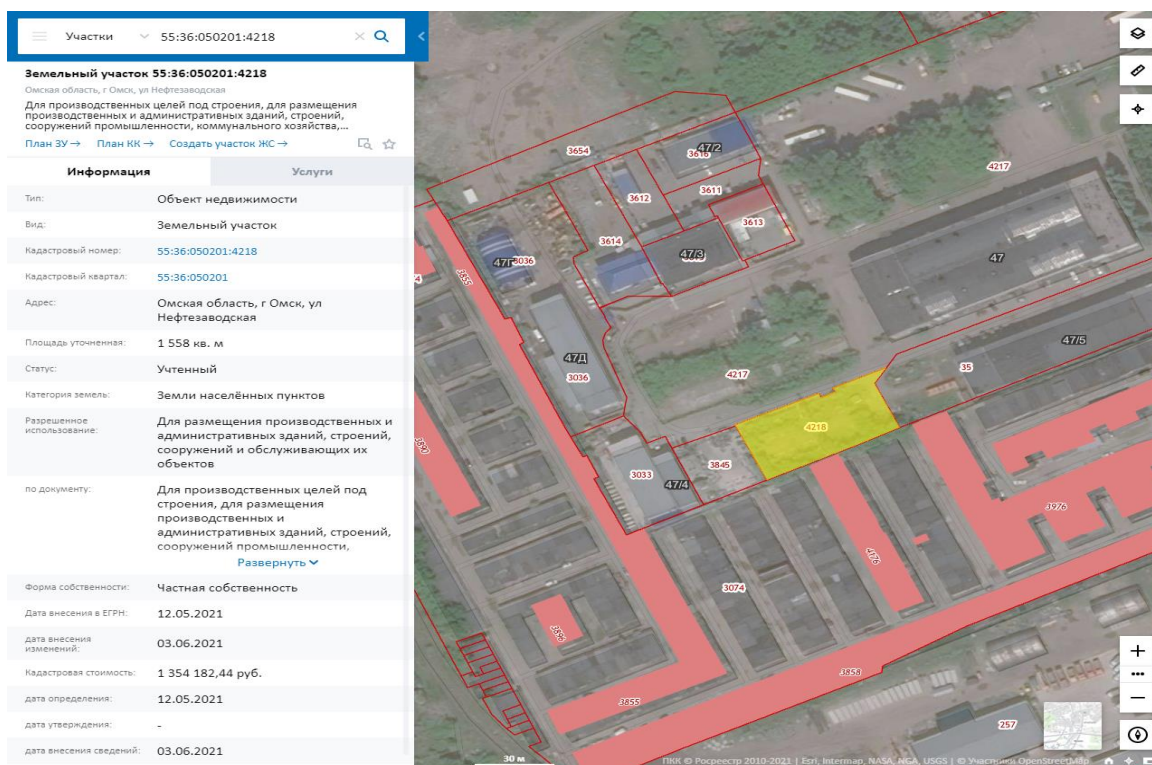 Участки
55:36:050201:4218
Земельный участок 55:36:050201:4218
Омская область, г Омск, ул Нефтезаводская
Для производственных целей под строения, для размещения
производственных и административных зданий, строений,
сооружений промышленности, коммунального хозяйства,...
План ЗУ → План КК → Создать участок ЖС →
Информация
Услуги
Тип: Объект недвижимости
Вид: Земельный участок
Кадастровый номер: 55:36:050201:4218
Кадастровый квартал: 55:36:050201
Адрес: Омская область, г Омск, ул
Нефтезаводская
Площадь уточненная: 1 558 кв. м
Статус: Учтенный
Категория земель: Земли населённых пунктов
Разрешенное
использование:
Для размещения производственных и
административных зданий, строений,
сооружений и обслуживающих их
объектов
по документу: Для производственных целей под
строения, для размещения
производственных и
административных зданий, строений,
сооружений промышленности,
Развернуть
Форма собственности: Частная собственность
Дата внесения в ЕГРН: 12.05.2021
дата внесения
изменений:
03.06.2021
Кадастровая стоимость: 1 354 182,44 руб.
дата определения: 12.05.2021
дата утверждения: -
дата внесения сведений: 03.06.2021
3654
47/2
3616
4217
3612
3611
3613
3614
47Г
3036
47/3
47
3855
47Д
3036
47/5
35
4217
4218
3890
3033
3845
47/4
3976
4176
3074
3896
3858
3855
257
30 м
ПКК © Росреестр 2010-2021 | Esri, Intermap, NASA, NGA, USGS | © Участники OpenStreetMap